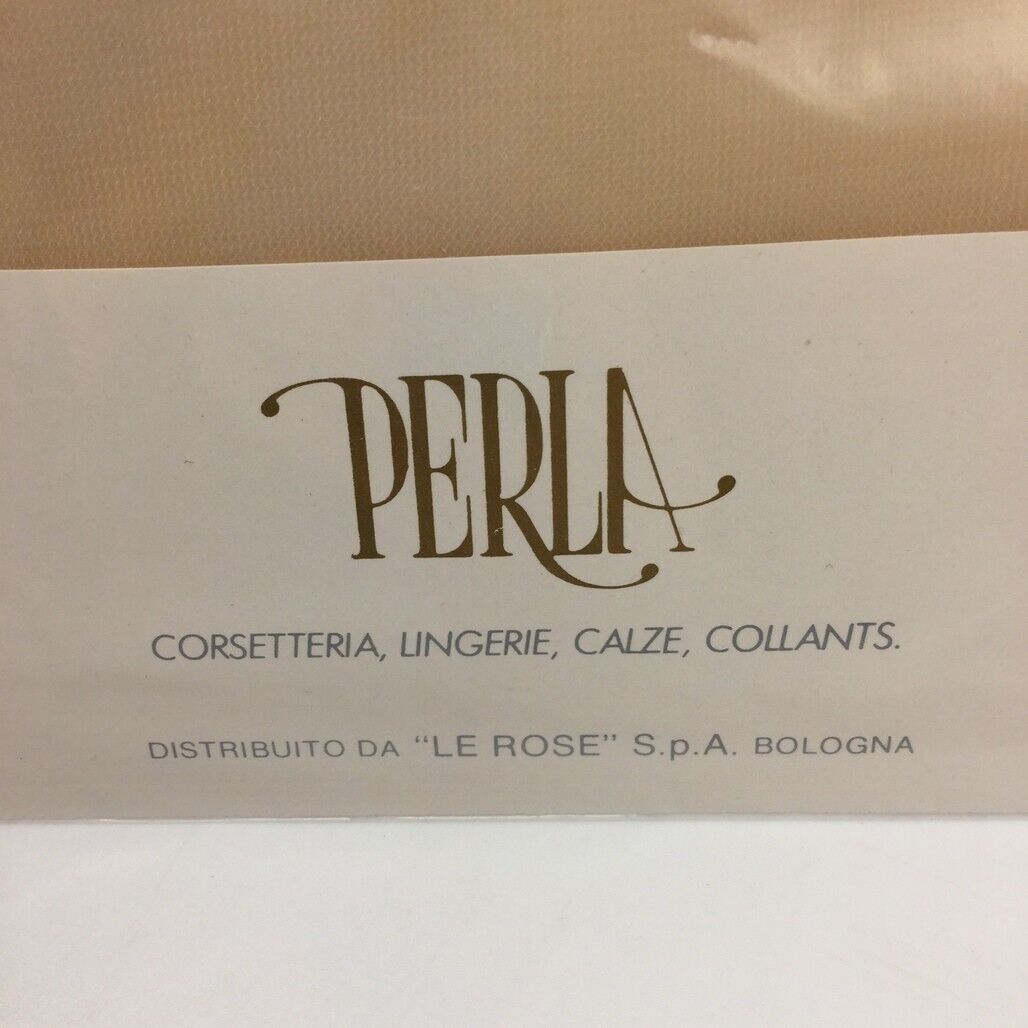 PERLA
CORSETTERIA, LINGERIE, CALZE, COLLANTS.
DISTRIBUITO DA "LE ROSE" S.p.A. BOLOGNA